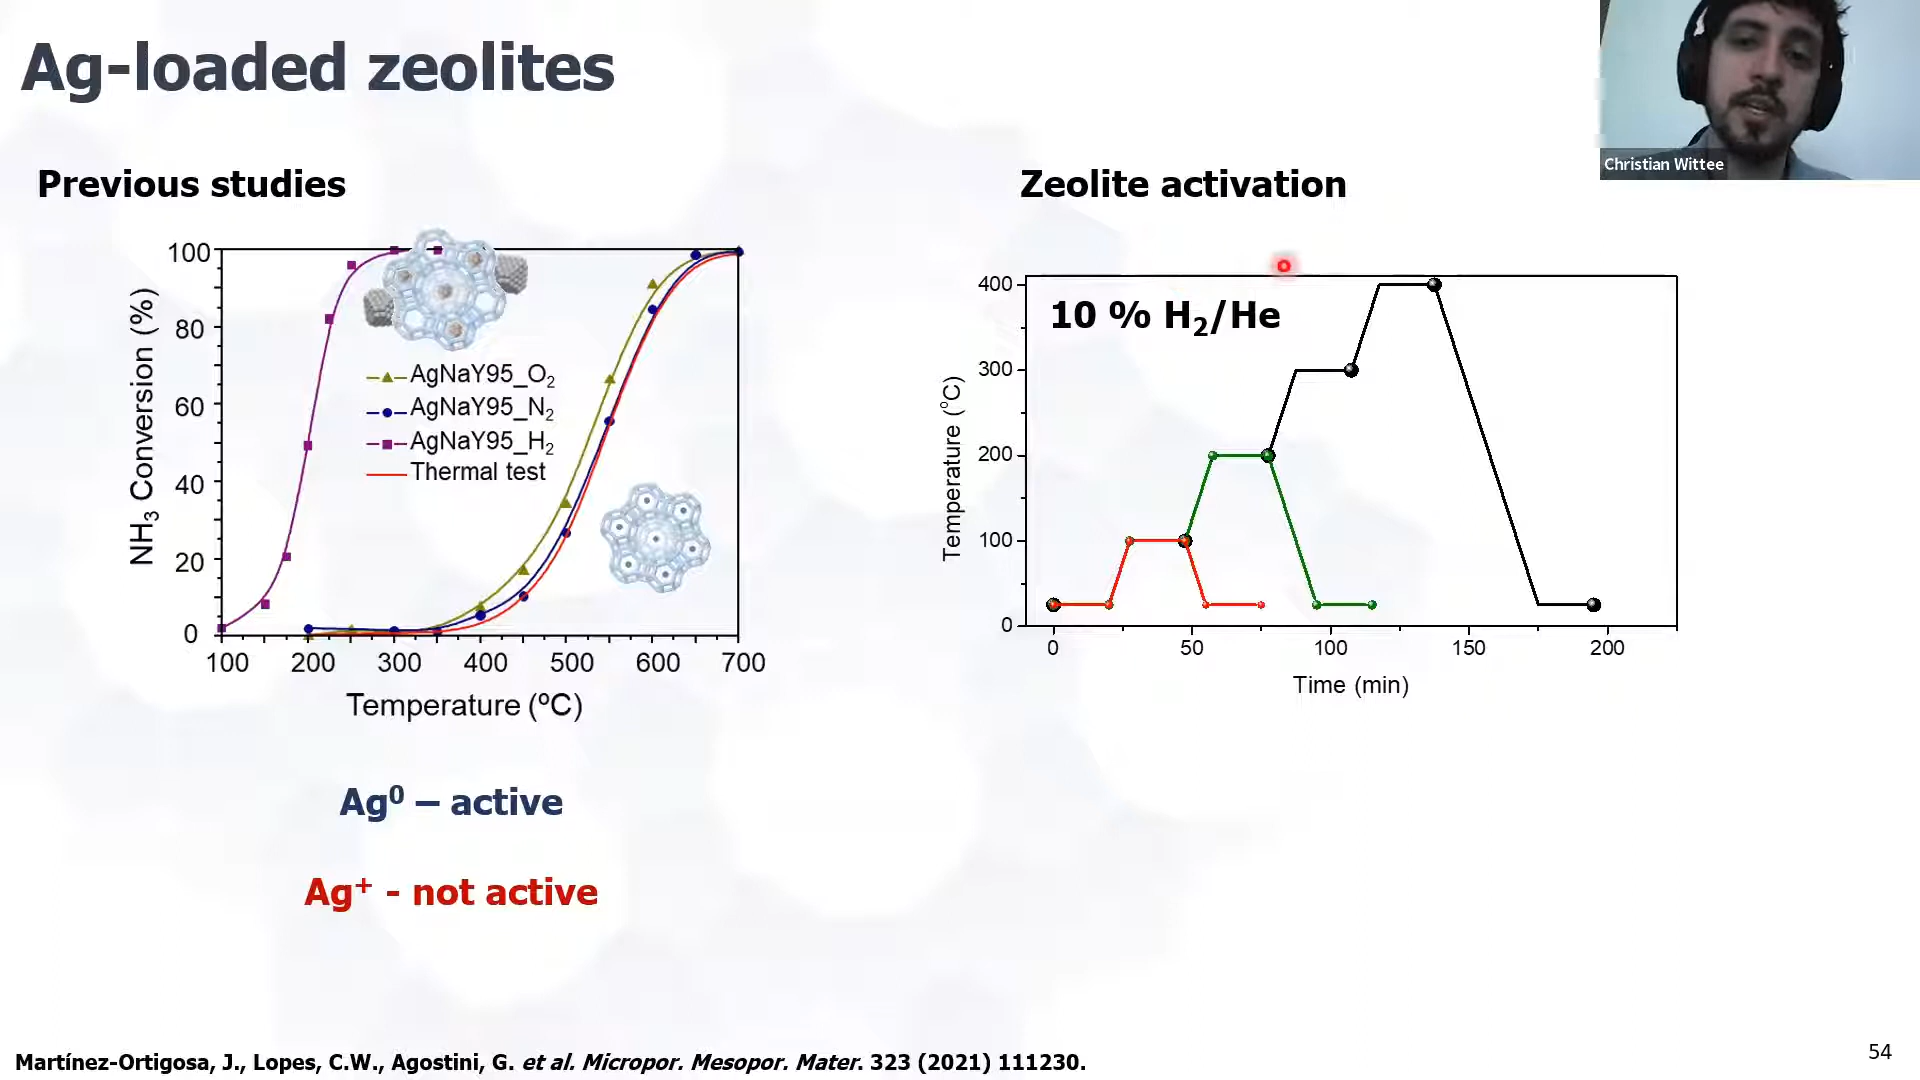 Ag-loaded zeolites
Christian Wittee
Previous studies
100
80
60
40
20
0
NH₃ Conversion (%)
AgNaY95_O₂
AgNaY95_N₂
AgNaY95_H₂
Thermal test
100 200 300 400 500 600 700
Temperature (ºC)
Ag⁰ – active
Ag⁺ - not active
Zeolite activation
10 % H₂/He
400
300
200
100
0
Temperature (°C)
0 50 100 150 200
Time (min)
Martínez-Ortigosa, J., Lopes, C.W., Agostini, G. et al. Micropor. Mesopor. Mater. 323 (2021) 111230.
54